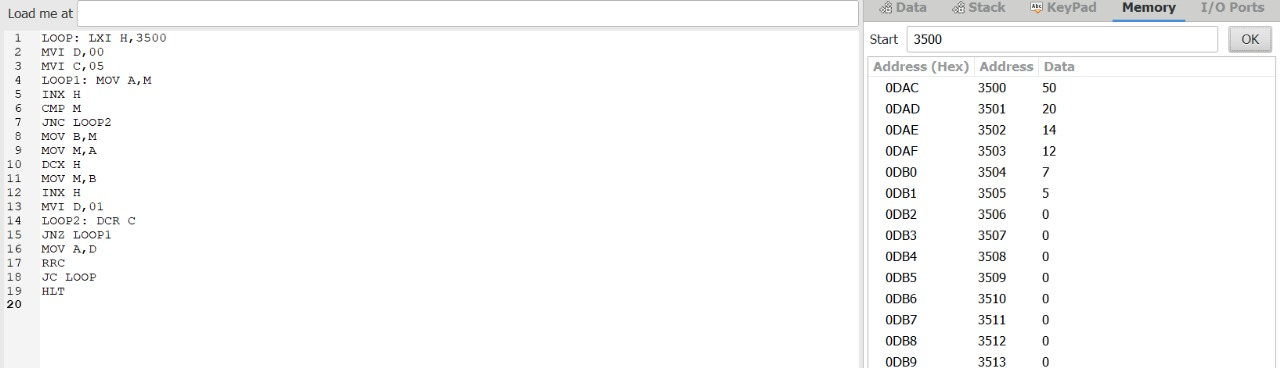 Load me at
1 LOOP: LXI H,3500
2 MVI D,00
3 MVI C,05
4 LOOP1: MOV A,M
5 INX H
6 CMP M
7 JNC LOOP2
8 MOV B,M
9 MOV M,A
10 DCX H
11 MOV M,B
12 INX H
13 MVI D,01
14 LOOP2: DCR C
15 JNZ LOOP1
16 MOV A,D
17 RRC
18 JC LOOP
19 HLT
20
Data Stack KeyPad Memory I/O Ports
Start 3500 OK
Address (Hex) Address Data
0DAC 3500 50
0DAD 3501 20
0DAE 3502 14
0DAF 3503 12
0DB0 3504 7
0DB1 3505 5
0DB2 3506 0
0DB3 3507 0
0DB4 3508 0
0DB5 3509 0
0DB6 3510 0
0DB7 3511 0
0DB8 3512 0
0DB9 3513 0